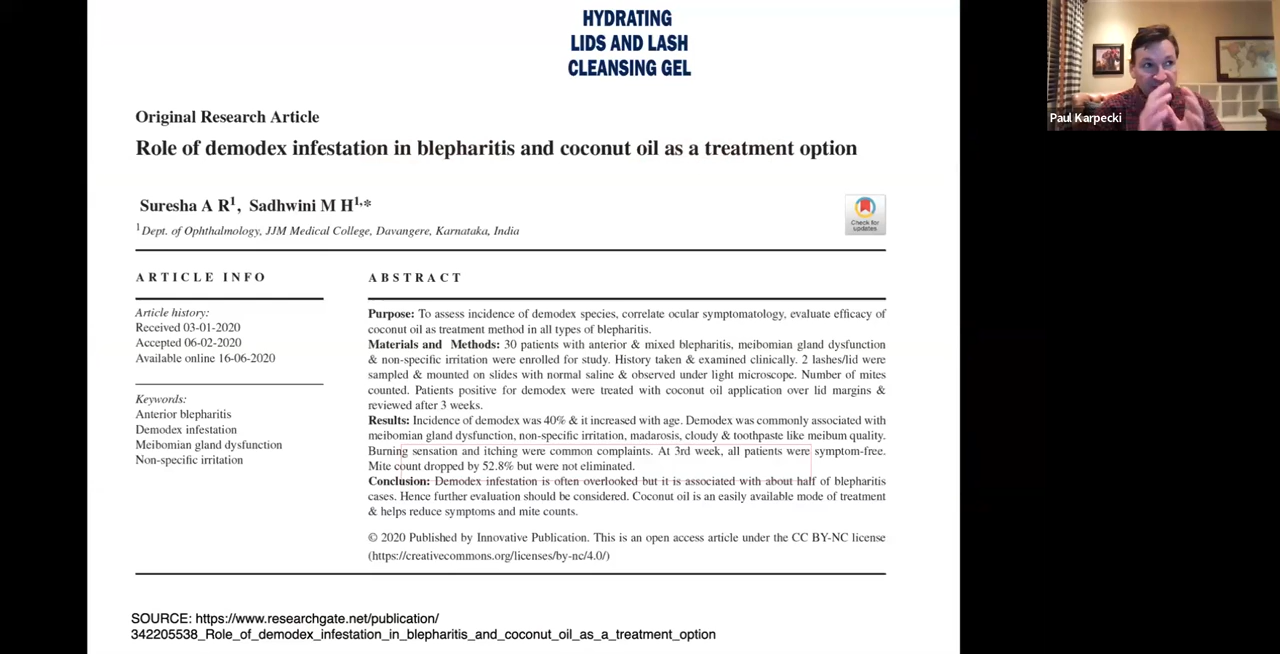 HYDRATING
LIDS AND LASH
CLEANSING GEL
Paul Karpecki
Original Research Article
Role of demodex infestation in blepharitis and coconut oil as a treatment option
Suresha A R1, Sadhwini M H1,*
1Dept. of Ophthalmology, JJM Medical College, Davangere, Karnataka, India
Check for
updates
ARTICLE INFO
Article history:
Received 03-01-2020
Accepted 06-02-2020
Available online 16-06-2020
Keywords:
Anterior blepharitis
Demodex infestation
Meibomian gland dysfunction
Non-specific irritation
ABSTRACT
Purpose: To assess incidence of demodex species, correlate ocular symptomatology, evaluate efficacy of
coconut oil as treatment method in all types of blepharitis.
Materials and Methods: 30 patients with anterior & mixed blepharitis, meibomian gland dysfunction
& non-specific irritation were enrolled for study. History taken & examined clinically. 2 lashes/lid were
sampled & mounted on slides with normal saline & observed under light microscope. Number of mites
counted. Patients positive for demodex were treated with coconut oil application over lid margins &
reviewed after 3 weeks.
Results: Incidence of demodex was 40% & it increased with age. Demodex was commonly associated with
meibomian gland dysfunction, non-specific irritation, madarosis, cloudy & toothpaste like meibum quality.
Burning sensation and itching were common complaints. At 3rd week, all patients were symptom-free.
Mite count dropped by 52.8% but were not eliminated.
Conclusion: Demodex infestation is often overlooked but it is associated with about half of blepharitis
cases. Hence further evaluation should be considered. Coconut oil is an easily available mode of treatment
& helps reduce symptoms and mite counts.
© 2020 Published by Innovative Publication. This is an open access article under the CC BY-NC license
(https://creativecommons.org/licenses/by-nc/4.0/)
SOURCE: https://www.researchgate.net/publication/
342205538_Role_of_demodex_infestation_in_blepharitis_and_coconut_oil_as_a_treatment_option